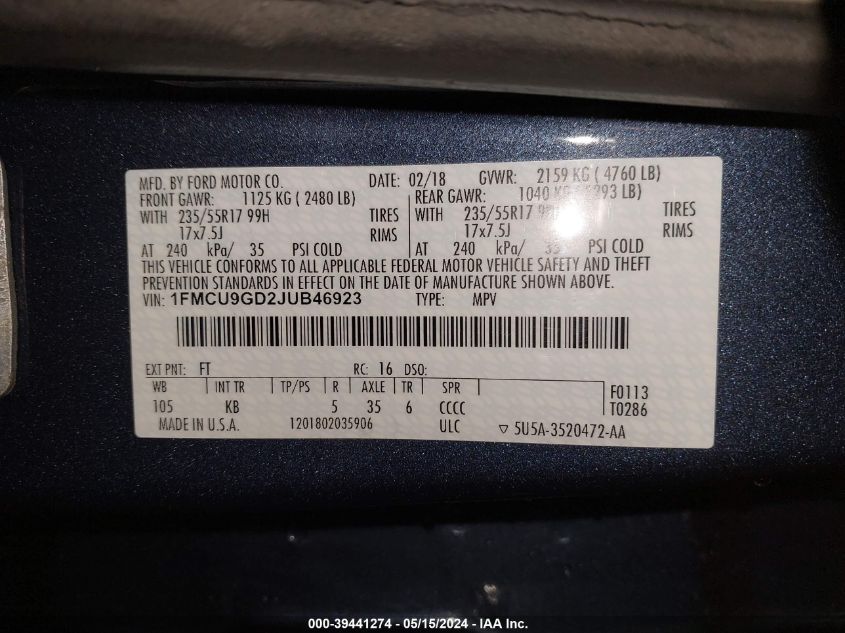 MFD. BY FORD MOTOR CO. DATE: 02/18 GVWR: 2159 KG ( 4760 LB)
FRONT GAWR: 1125 KG ( 2480 LB) REAR GAWR: 1040 KG ( 2293 LB)
WITH 235/55R17 99H TIRES WITH 235/55R17 TIRES
17x7.5J RIMS 17x7.5J RIMS
AT 240 kPa/ 35 PSI COLD AT 240 kPa/ 35 PSI COLD
THIS VEHICLE CONFORMS TO ALL APPLICABLE FEDERAL MOTOR VEHICLE SAFETY AND THEFT
PREVENTION STANDARDS IN EFFECT ON THE DATE OF MANUFACTURE SHOWN ABOVE.
VIN: 1FMCU9GD2JUB46923 TYPE: MPV
EXT PNT: FT RC: 16 DSO:
WB INT TR TP/PS R AXLE TR SPR F0113
105 KB 5 35 6 CCCC T0286
MADE IN U.S.A. 1201802035906 ULC ▽ 5U5A-3520472-AA
000-39441274 — 05/15/2024 — IAA Inc.